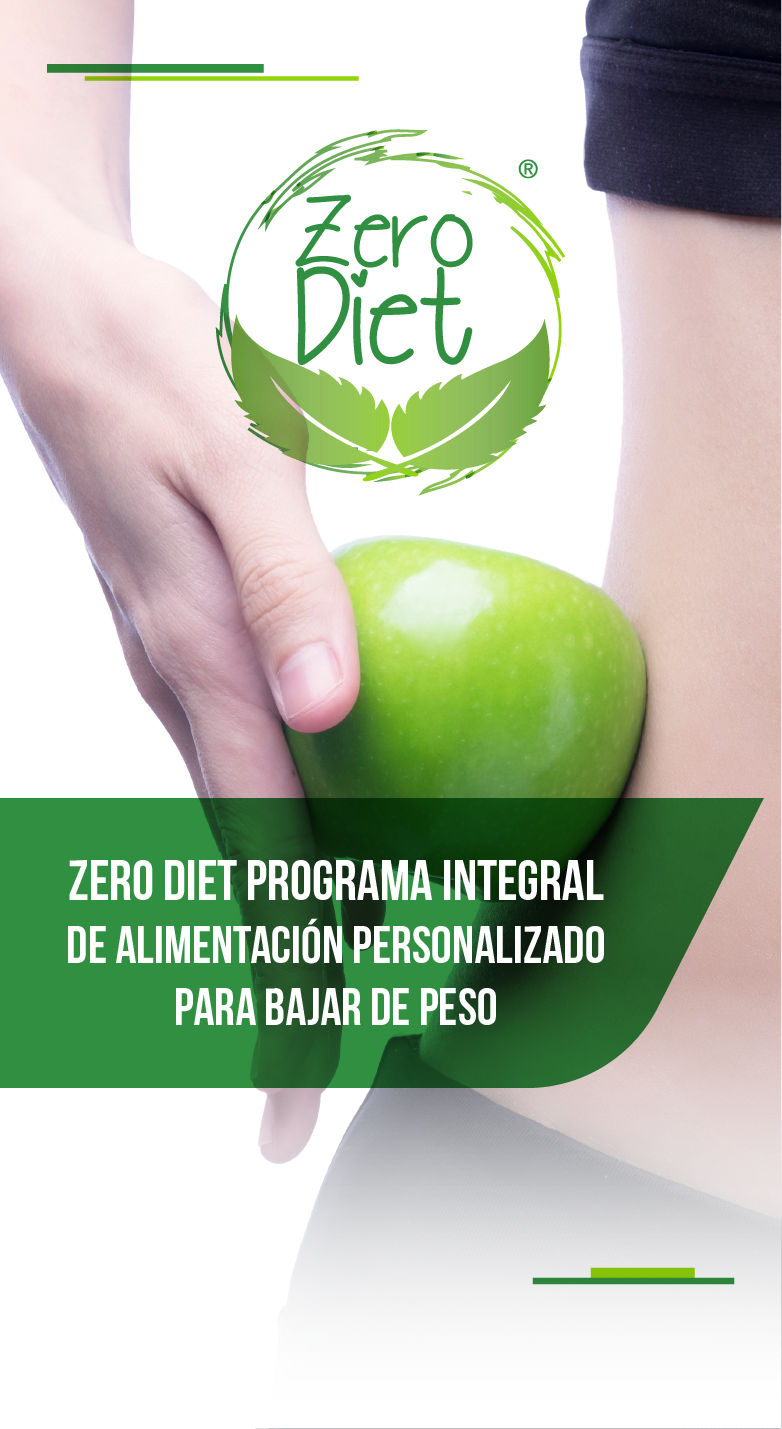 ®
Zero
Diet
ZERO DIET PROGRAMA INTEGRAL
DE ALIMENTACIÓN PERSONALIZADO
PARA BAJAR DE PESO